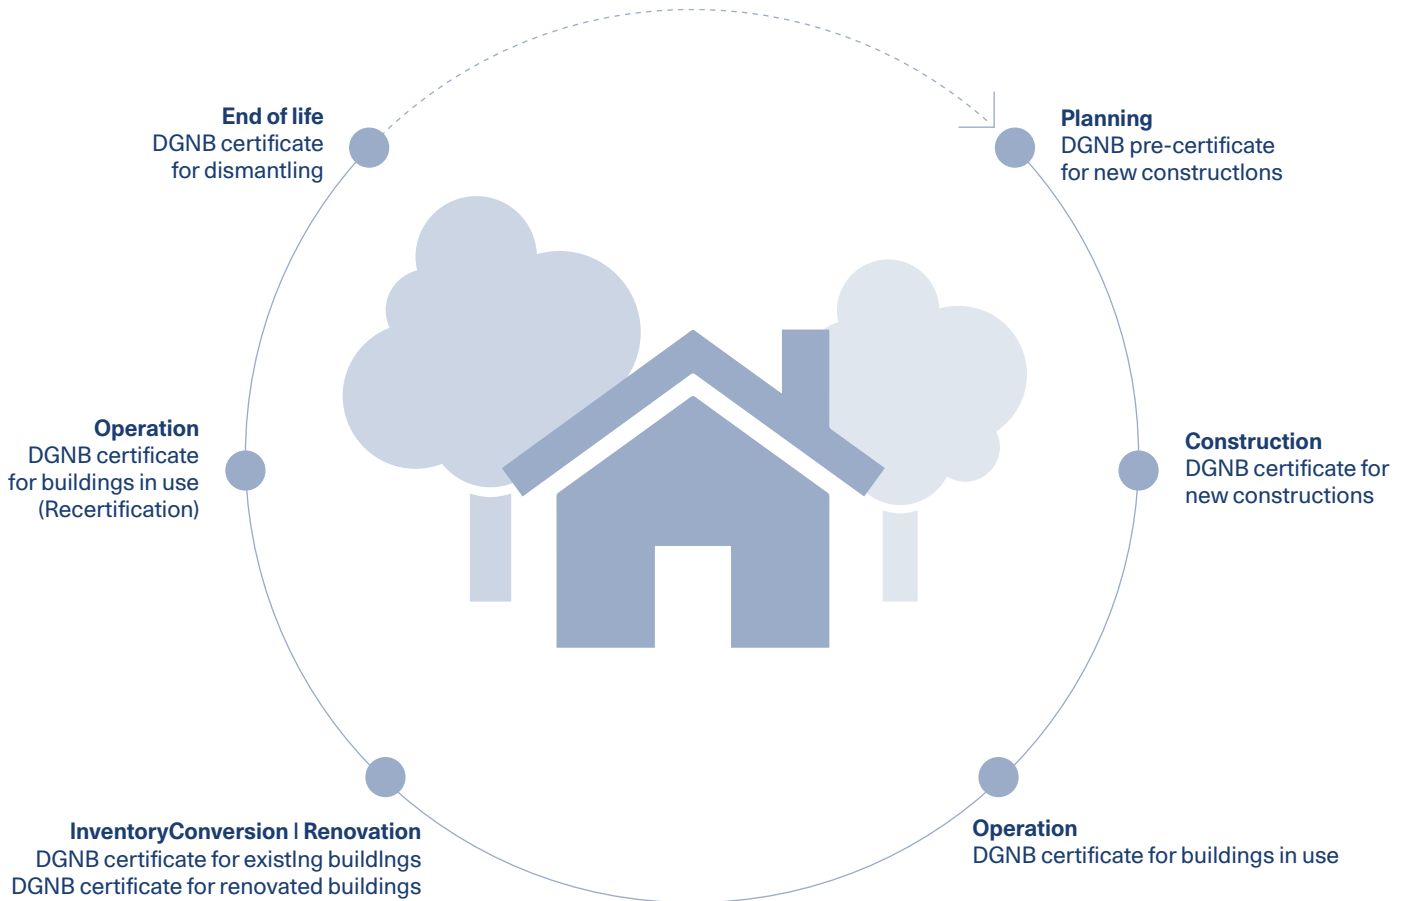 End of life
DGNB certificate
for dismantling
Planning
DGNB pre-certificate
for new constructlons
Operation
DGNB certificate
for buildings in use
(Recertification)
Construction
DGNB certificate for
new constructions
InventoryConversion | Renovation
DGNB certificate for existlng buildlngs
DGNB certificate for renovated buildings
Operation
DGNB certificate for buildings in use